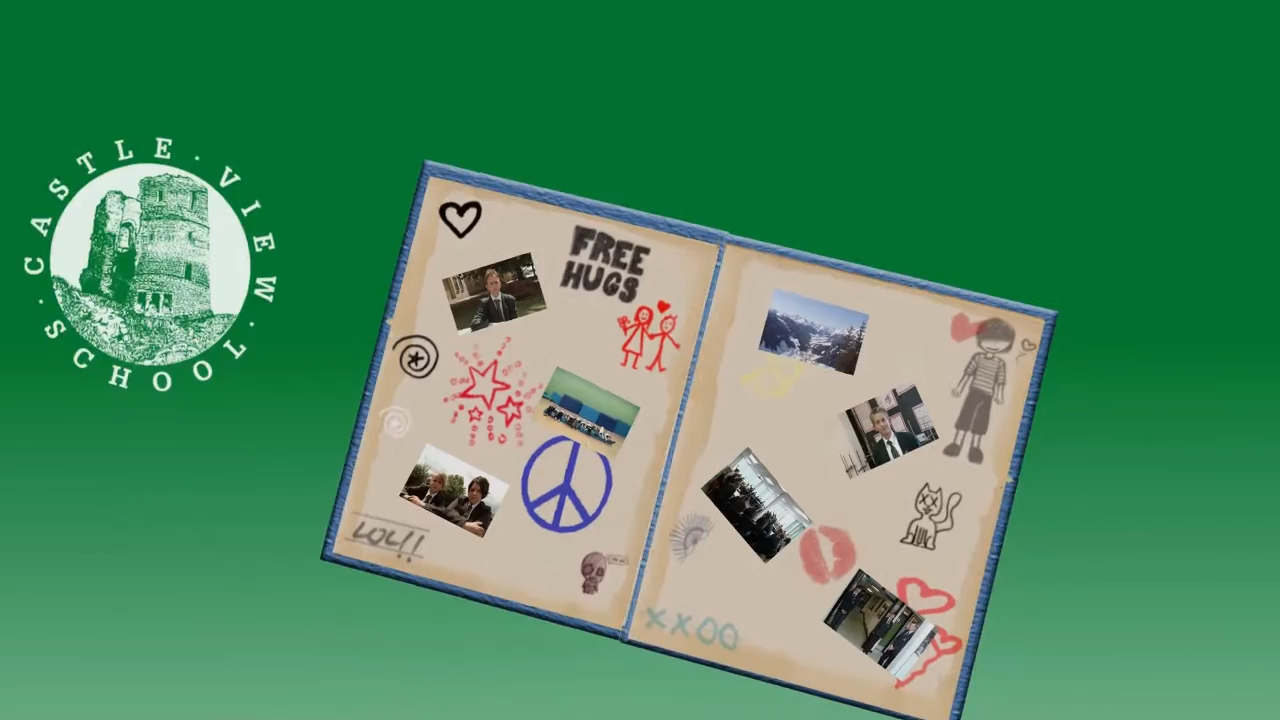 CASTLE · VIEW · SCHOOL ·
FREE
HUGS
LOL!!
XXOO